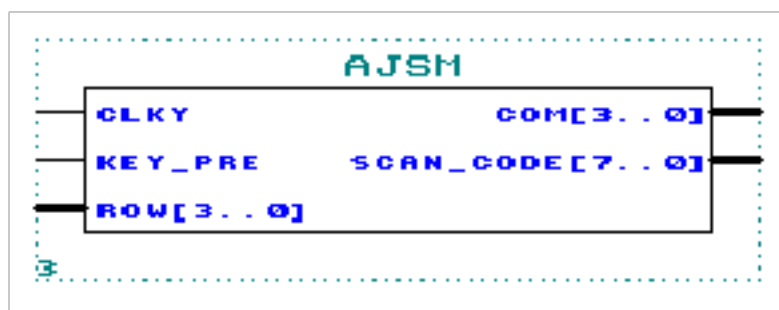 AJSM
CLKY COM[3..0]
KEY_PRE SCAN_CODE[7..0]
ROW[3..0]
3